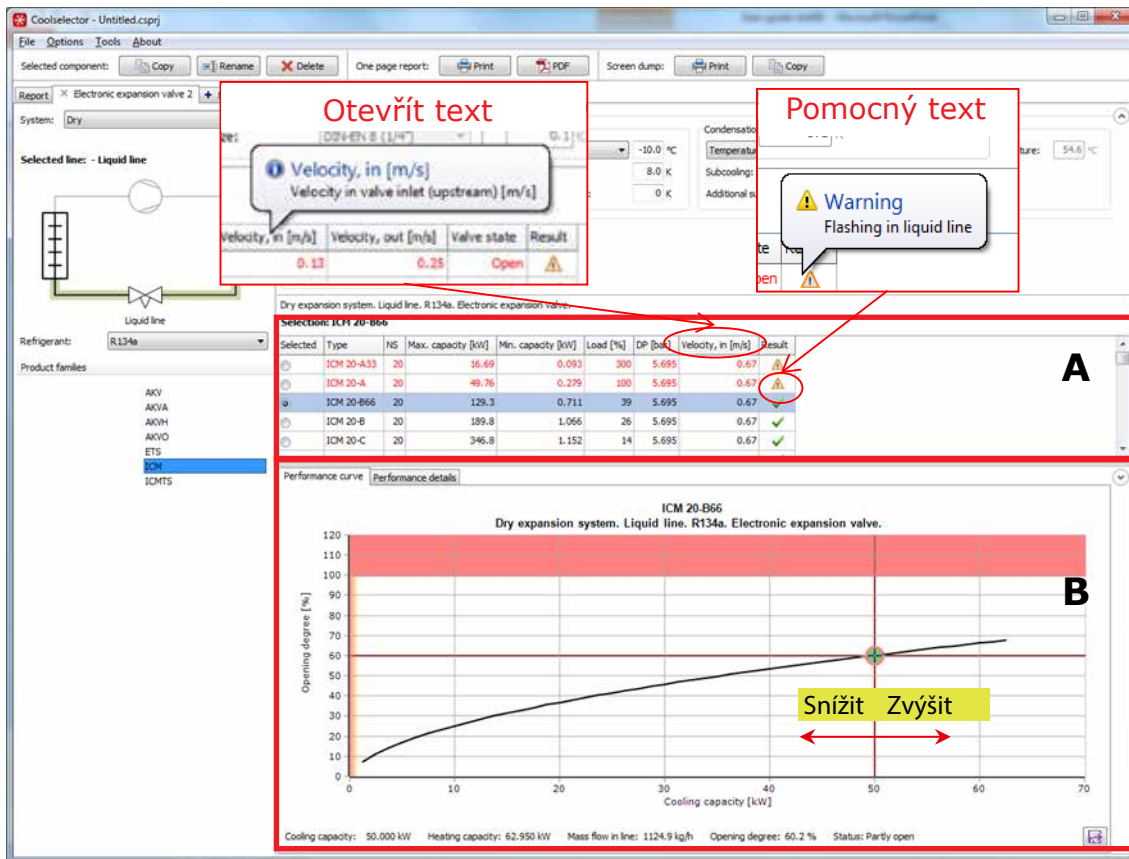 Coolselector - Untitled.csprj
File Options Tools About
Selected component: Copy Rename Delete One page report: Print PDF Screen dump: Print Copy
Report Electronic expansion valve 2 +
System: Dry
Selected line: - Liquid line
Liquid line
Refrigerant: R134a
Product families
AKV
AKVA
AKVH
AKVO
ETS
ICM
ICMTS
Otevřít text
DIN-EN 8 (1/4")
Velocity, in [m/s]
Velocity in valve inlet (upstream) [m/s]
Velocity, in [m/s] Velocity, out [m/s] Valve state Result
0.13 0.25 Open
Pomocný text
Warning
Flashing in liquid line
-10.0 °C
8.0 K
0 K
Subcooling:
54.6 °C
Dry expansion system. Liquid line. R134a. Electronic expansion valve.
Selection: ICM 20-B66
Selected Type NS Max. capacity [kW] Min. capacity [kW] Load [%] DP [bar] Velocity, in [m/s] Result
ICM 20-A33 20 16.69 0.093 300 5.695 0.67
ICM 20-A 20 49.76 0.279 100 5.695 0.67
ICM 20-B66 20 129.3 0.711 39 5.695 0.67
ICM 20-B 20 189.8 1.066 26 5.695 0.67
ICM 20-C 20 346.8 1.152 14 5.695 0.67
A
Performance curve Performance details
ICM 20-B66
Dry expansion system. Liquid line. R134a. Electronic expansion valve.
Opening degree [%]
120
110
100
90
80
70
60
50
40
30
20
10
0
B
Snížit Zvýšit
0 10 20 30 40 50 60 70
Cooling capacity [kW]
Cooling capacity: 50.000 kW Heating capacity: 62.950 kW Mass flow in line: 1124.9 kg/h Opening degree: 60.2 % Status: Partly open